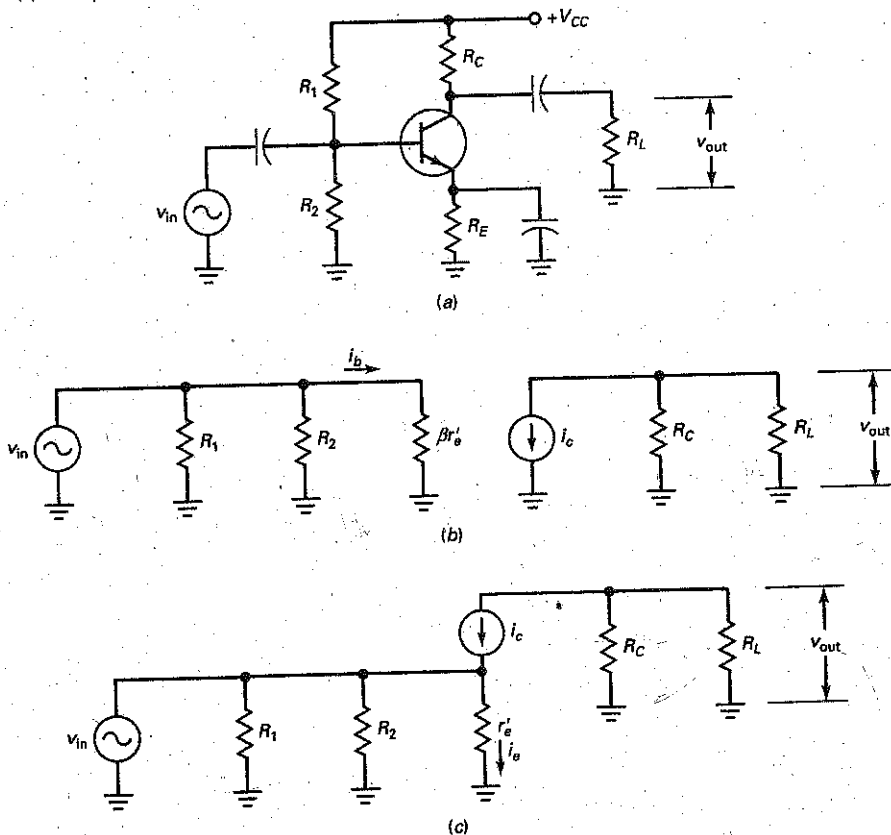 +V_CC
R_C
R_1
R_L
v_out
v_in
R_2
R_E
(a)
i_b
v_in
R_1
R_2
βr'_e
i_c
R_C
R_L
v_out
(b)
i_c
R_C
R_L
v_out
v_in
R_1
R_2
r'_e
i_e
(c)